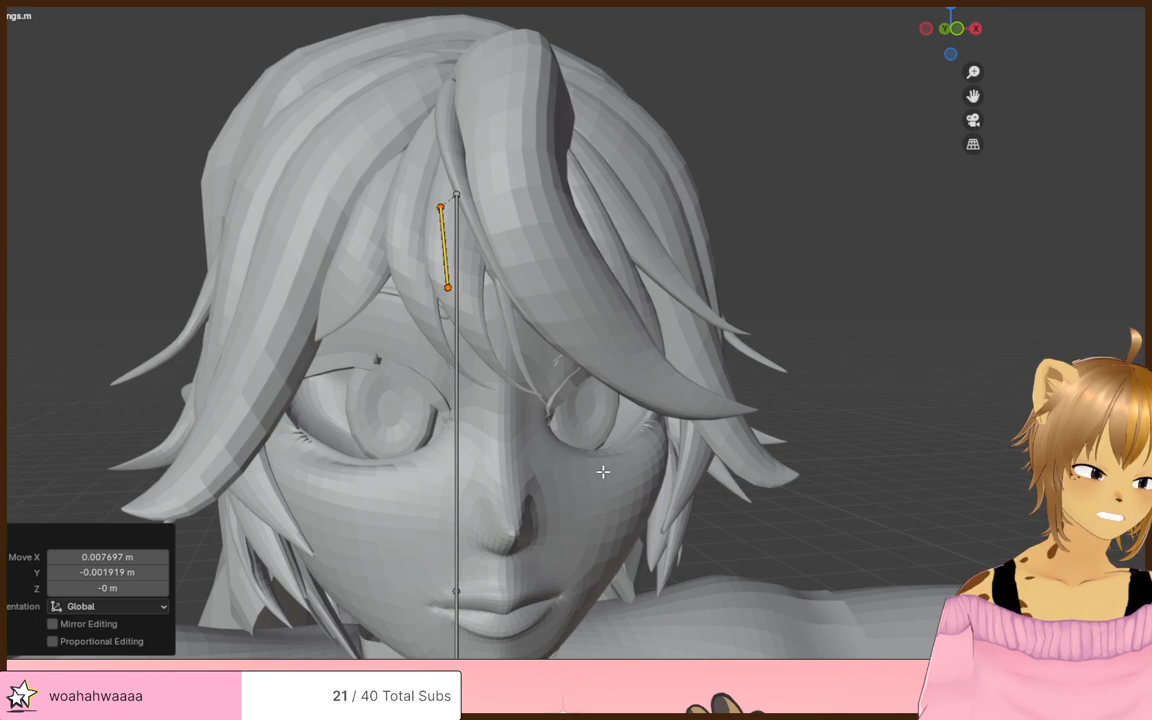 ngs.m
Y X
Move X 0.007697 m
Y -0.001919 m
Z -0 m
entation Global
Mirror Editing
Proportional Editing
woahahwaaaa 21 / 40 Total Subs